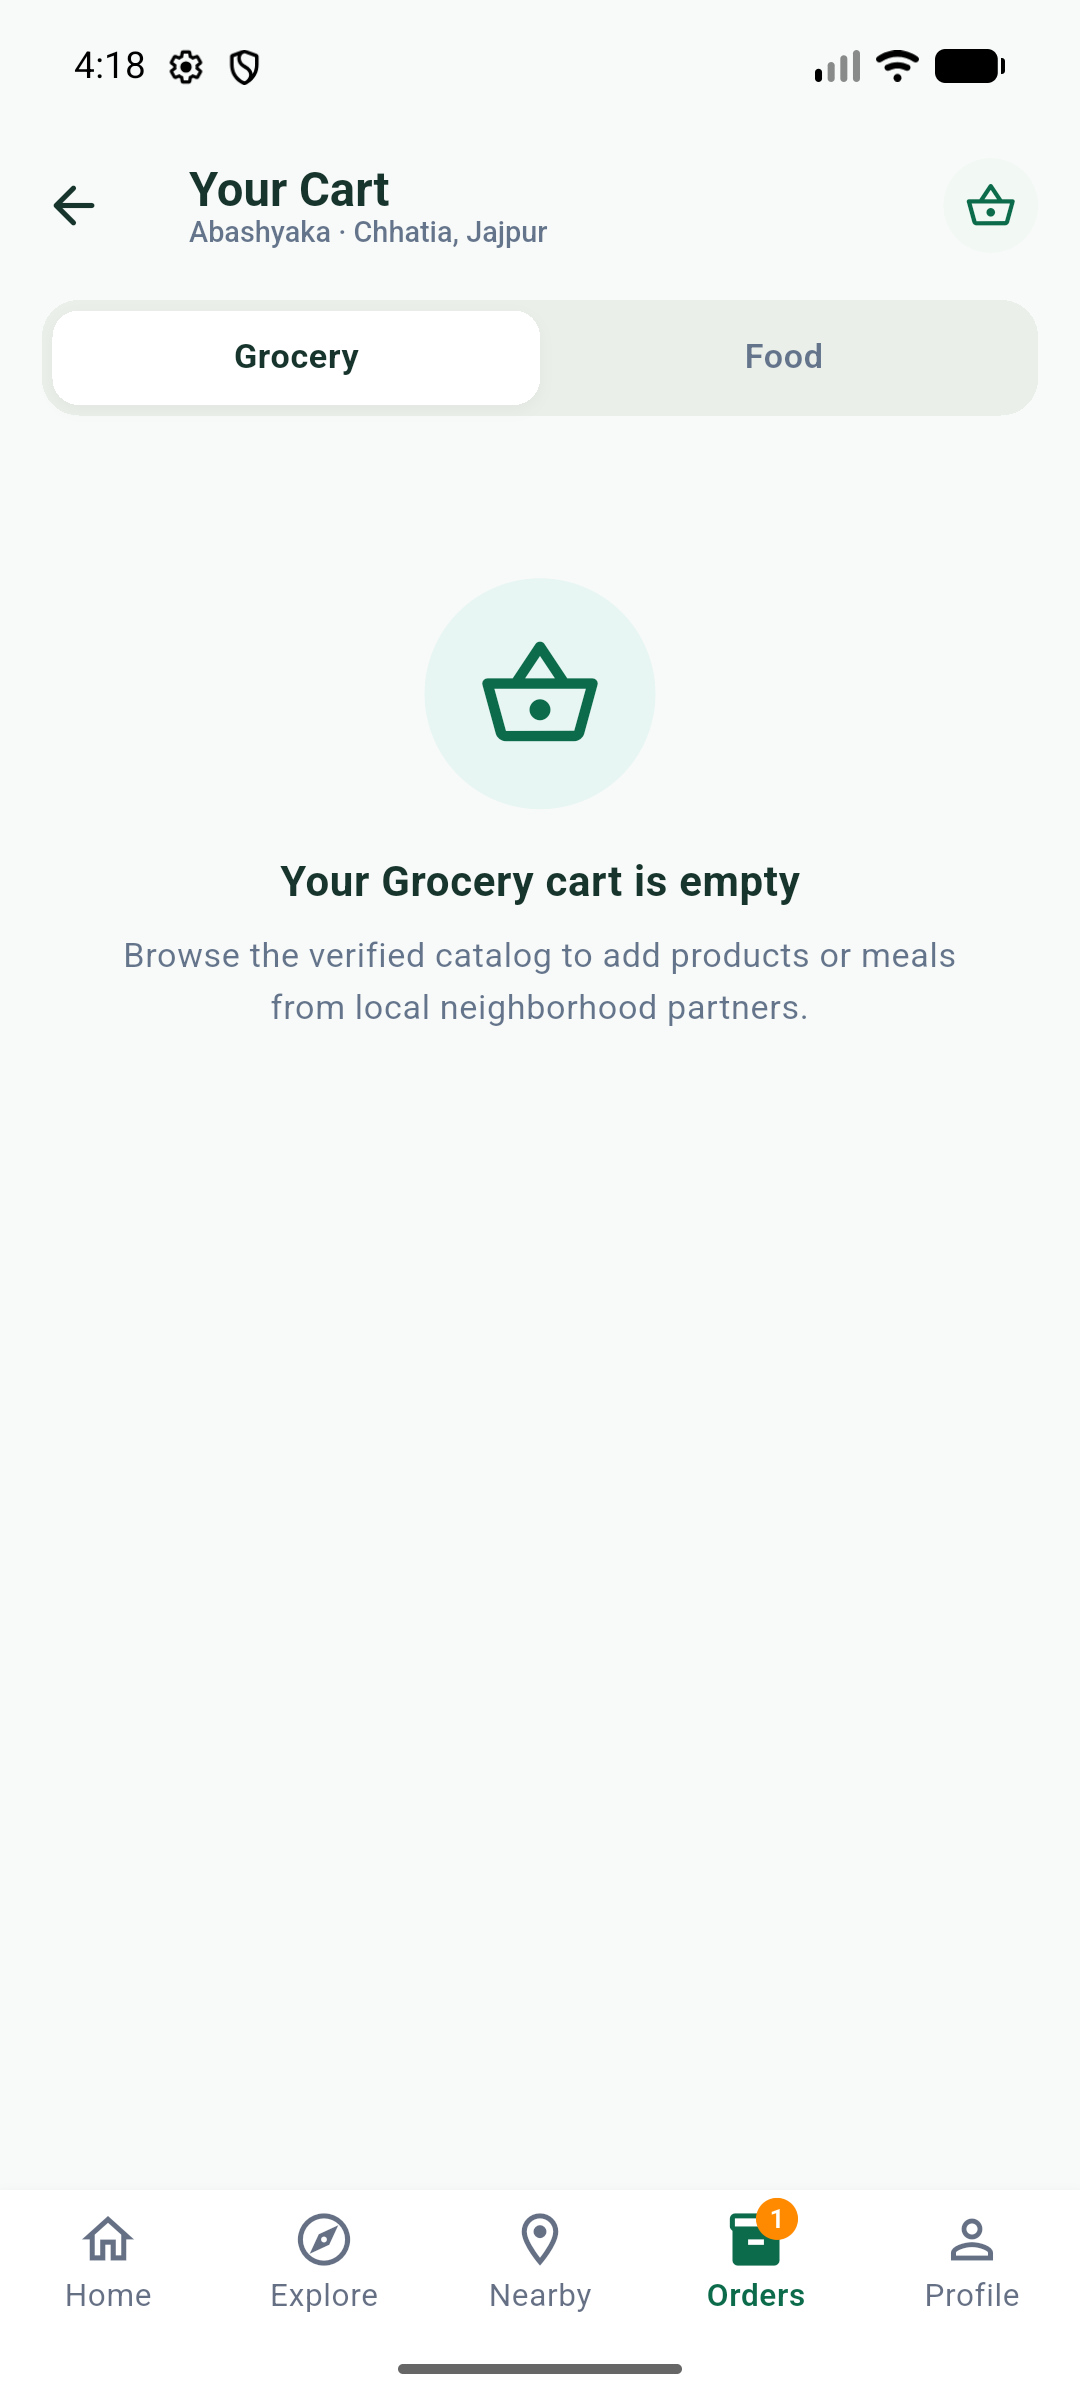 4:18
Your Cart
Abashyaka · Chhatia, Jajpur
Grocery
Food
Your Grocery cart is empty
Browse the verified catalog to add products or meals
from local neighborhood partners.
1
Home
Explore
Nearby
Orders
Profile